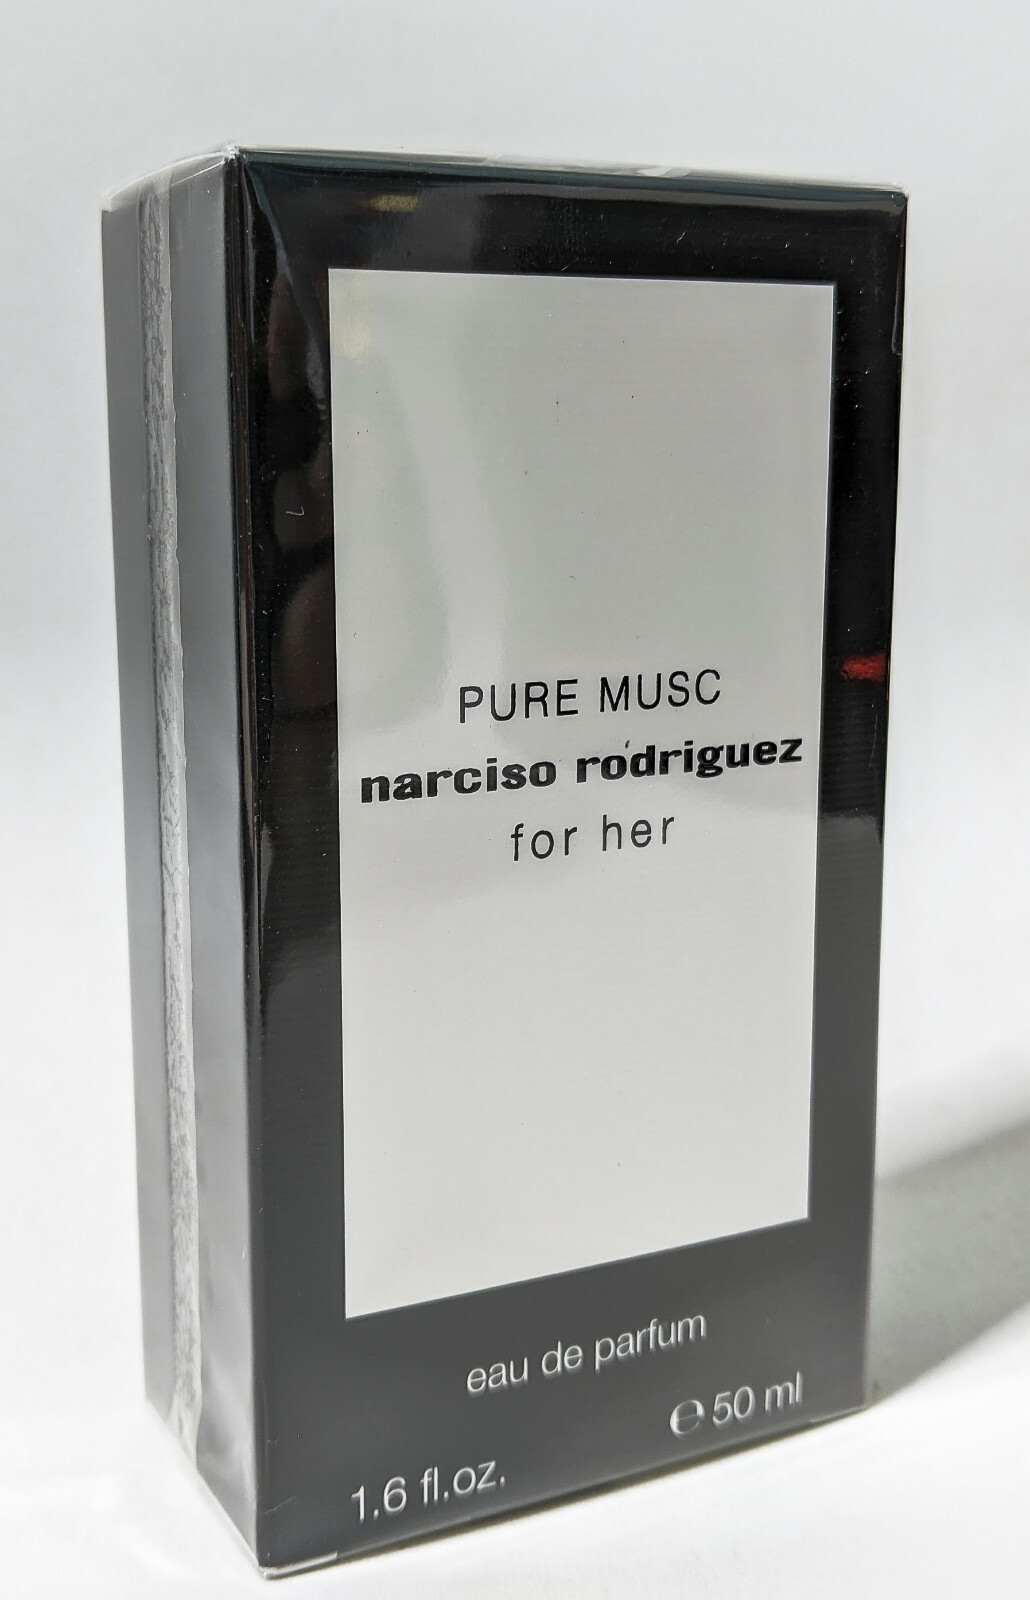 PURE MUSC
narciso rodriguez
for her
eau de parfum
℮ 50 ml
1.6 fl.oz.